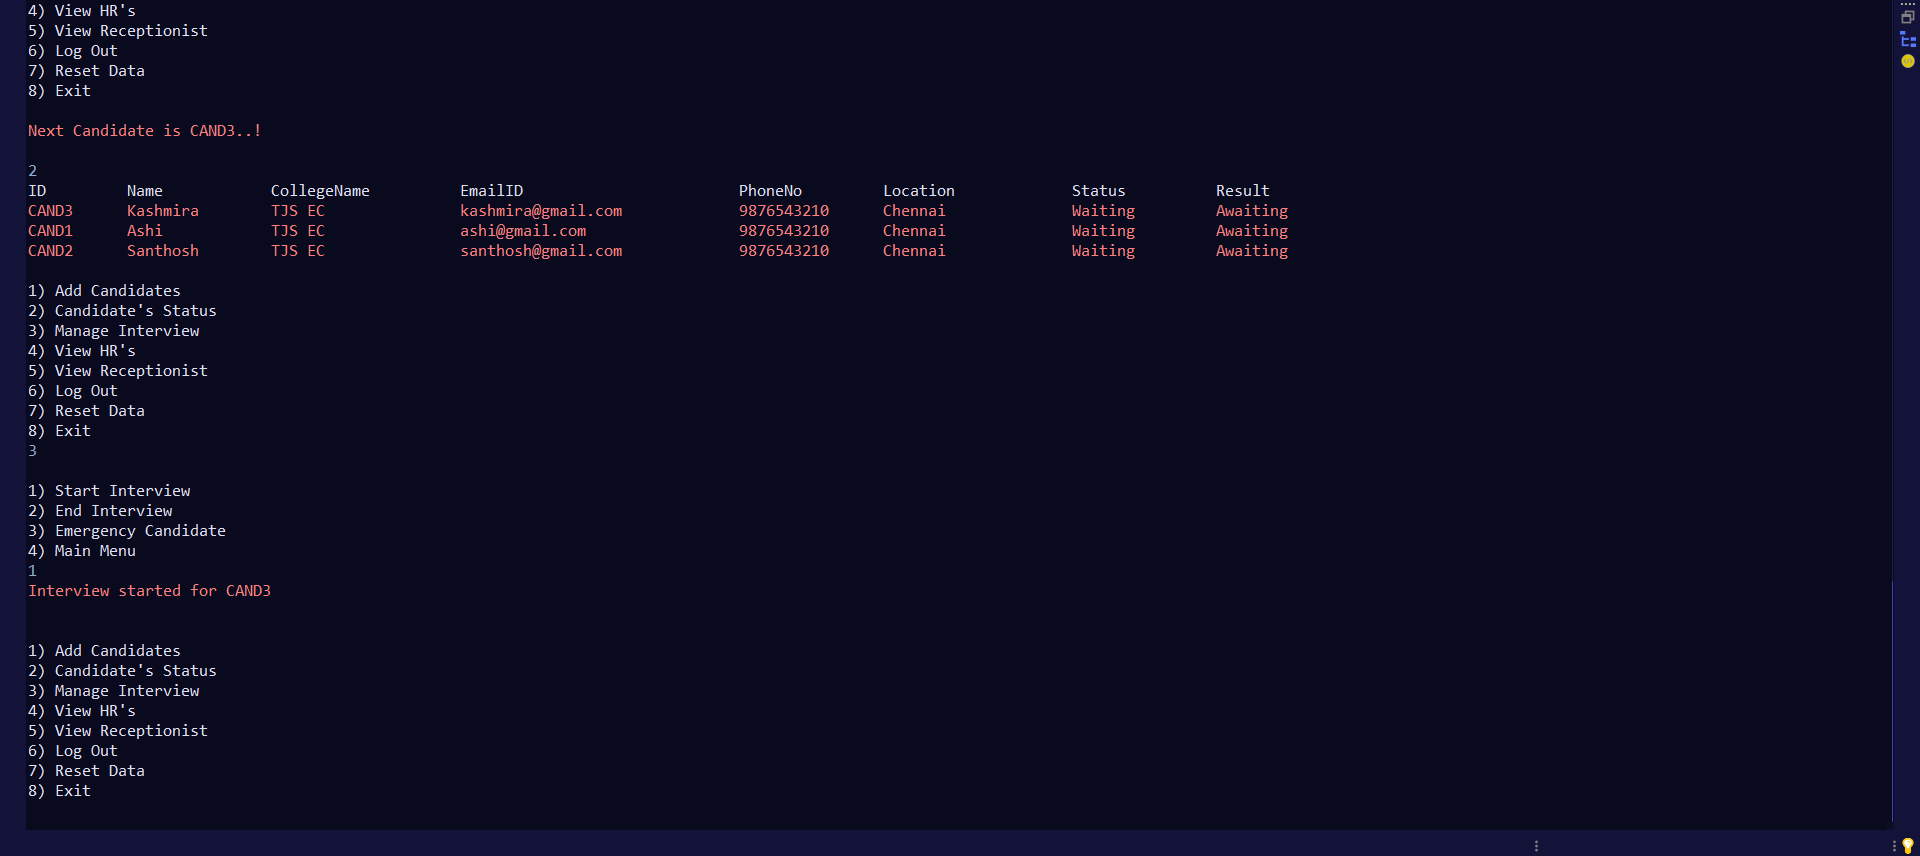 4) View HR's
5) View Receptionist
6) Log Out
7) Reset Data
8) Exit
Next Candidate is CAND3..!
2
ID Name CollegeName EmailID PhoneNo Location Status Result
CAND3 Kashmira TJS EC kashmira@gmail.com 9876543210 Chennai Waiting Awaiting
CAND1 Ashi TJS EC ashi@gmail.com 9876543210 Chennai Waiting Awaiting
CAND2 Santhosh TJS EC santhosh@gmail.com 9876543210 Chennai Waiting Awaiting
1) Add Candidates
2) Candidate's Status
3) Manage Interview
4) View HR's
5) View Receptionist
6) Log Out
7) Reset Data
8) Exit
3
1) Start Interview
2) End Interview
3) Emergency Candidate
4) Main Menu
1
Interview started for CAND3
1) Add Candidates
2) Candidate's Status
3) Manage Interview
4) View HR's
5) View Receptionist
6) Log Out
7) Reset Data
8) Exit